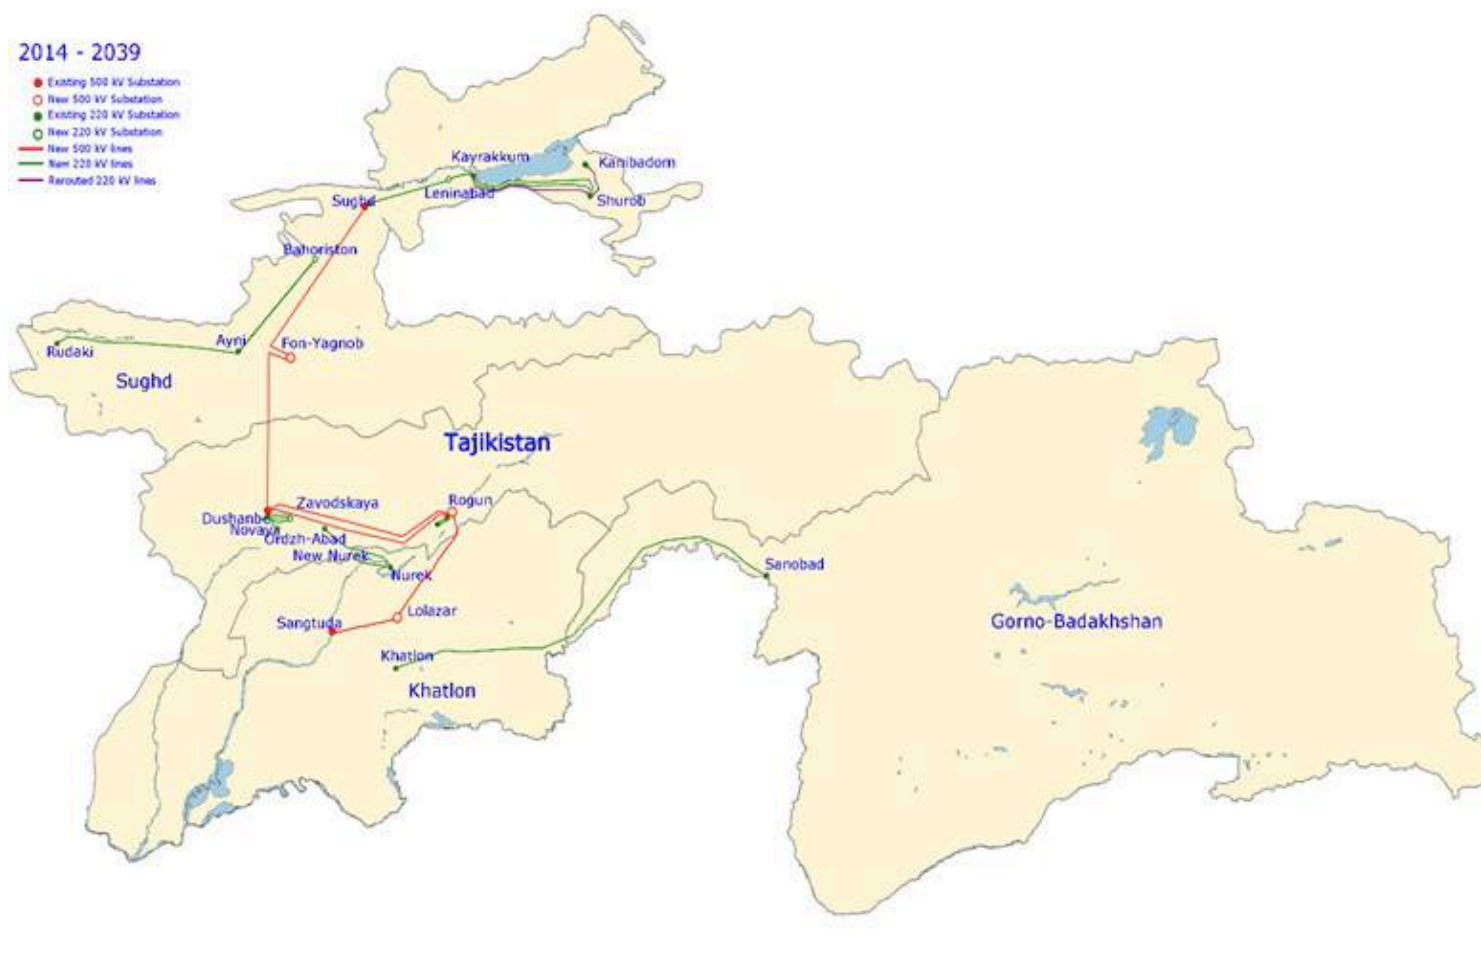 2014 - 2039
Existing 500 kV Substation
New 500 kV Substation
Existing 220 kV Substation
New 220 kV Substation
New 500 kV lines
New 220 kV lines
Rerouted 220 kV lines
Kayrakkum
Kanibadom
Leninabad
Shurob
Sughd
Bahoriston
Ayni
Fon-Yagnob
Rudaki
Sughd
Tajikistan
Zavodskaya
Rogun
Dushanbe
Novaya
Ordzh-Abad
New Nurek
Nurek
Sanobad
Lolazar
Sangtuda
Gorno-Badakhshan
Khatlon
Khatlon